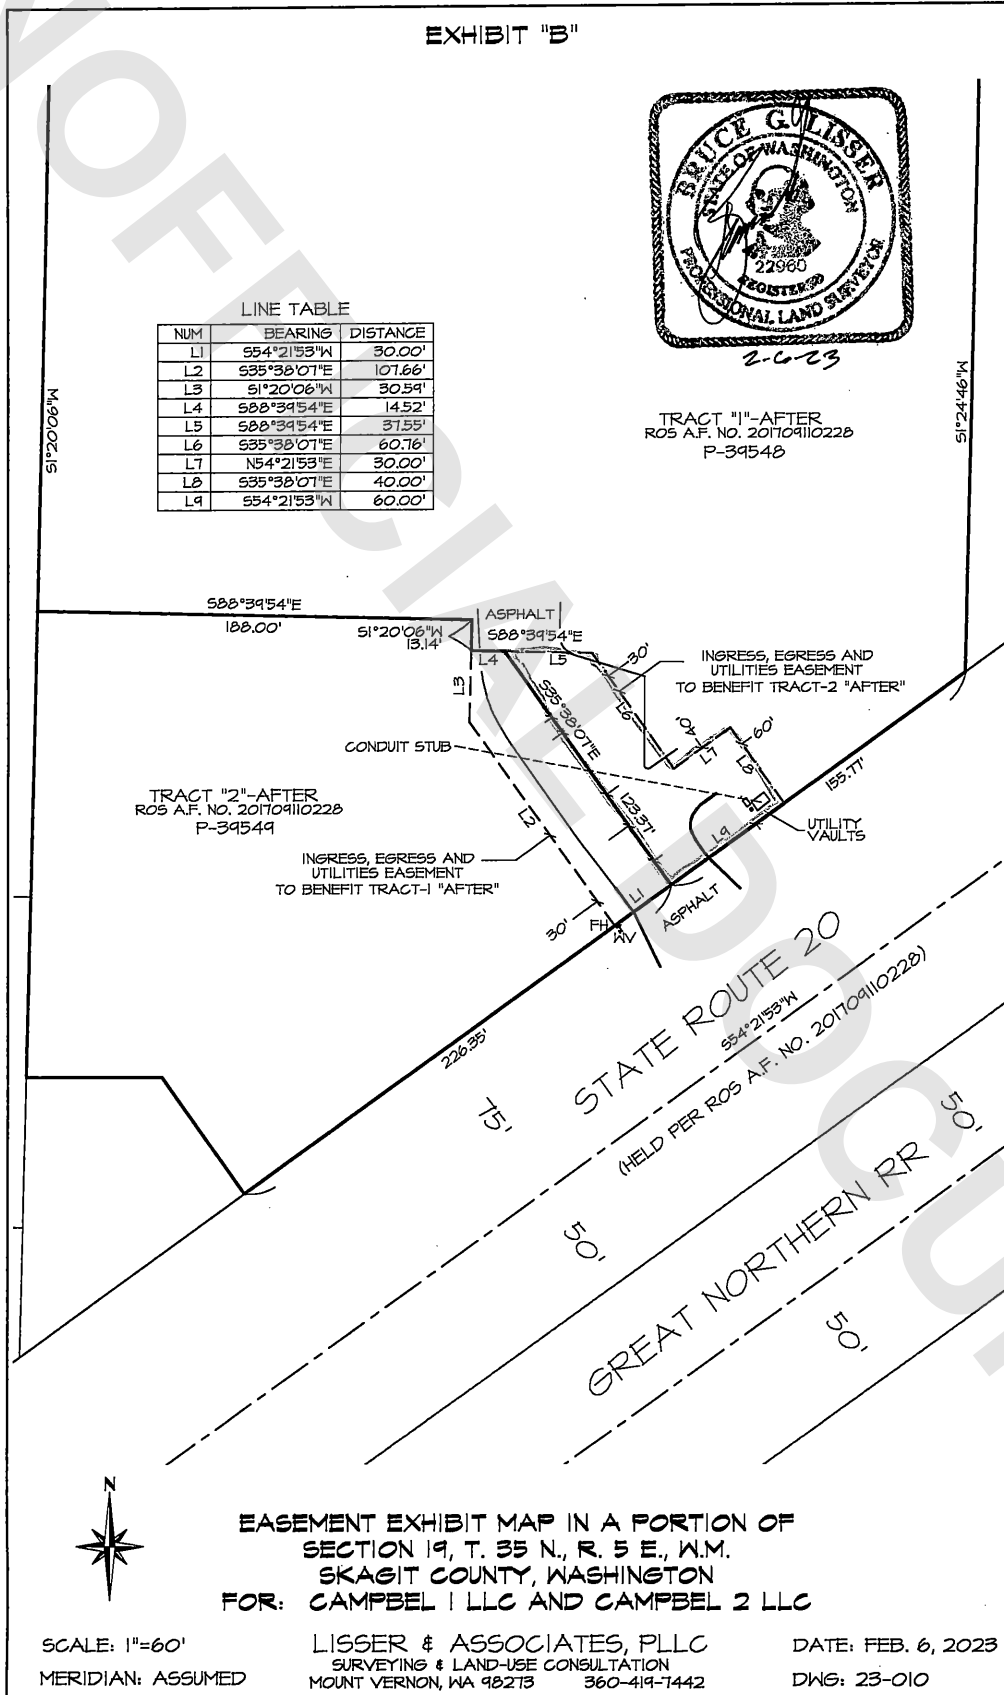 EXHIBIT "B"
BRUCE G. LISSER
STATE OF WASHINGTON
22960
REGISTERED
PROFESSIONAL LAND SURVEYOR
2-6-23
LINE TABLE
NUM BEARING DISTANCE
L1 S54°21'53"W 30.00'
L2 S35°38'07"E 107.66'
L3 S1°20'06"W 30.59'
L4 S88°39'54"E 14.52'
L5 S88°39'54"E 37.55'
L6 S35°38'07"E 60.76'
L7 N54°21'53"E 30.00'
L8 S35°38'07"E 40.00'
L9 S54°21'53"W 60.00'
S1°20'06"W
S1°24'46"W
TRACT "1"-AFTER
ROS A.F. NO. 201709110228
P-39548
S88°39'54"E
188.00'
S1°20'06"W
13.14'
ASPHALT
S88°39'54"E
L4
L5
30'
INGRESS, EGRESS AND
UTILITIES EASEMENT
TO BENEFIT TRACT-2 "AFTER"
L3
S35°38'07"E
L6
40'
L7
60'
L8
CONDUIT STUB
155.77'
TRACT "2"-AFTER
ROS A.F. NO. 201709110228
P-39549
L2
123.37'
L9
UTILITY
VAULTS
INGRESS, EGRESS AND
UTILITIES EASEMENT
TO BENEFIT TRACT-1 "AFTER"
L1
30'
FH
WV
ASPHALT
226.35'
STATE ROUTE 20
S54°21'53"W
(HELD PER ROS A.F. NO. 201709110228)
75'
50'
50'
GREAT NORTHERN RR
50'
N
EASEMENT EXHIBIT MAP IN A PORTION OF
SECTION 19, T. 35 N., R. 5 E., W.M.
SKAGIT COUNTY, WASHINGTON
FOR: CAMPBEL 1 LLC AND CAMPBEL 2 LLC
SCALE: 1"=60'
LISSER & ASSOCIATES, PLLC
DATE: FEB. 6, 2023
SURVEYING & LAND-USE CONSULTATION
MERIDIAN: ASSUMED
MOUNT VERNON, WA 98273 360-419-7442
DWG: 23-010